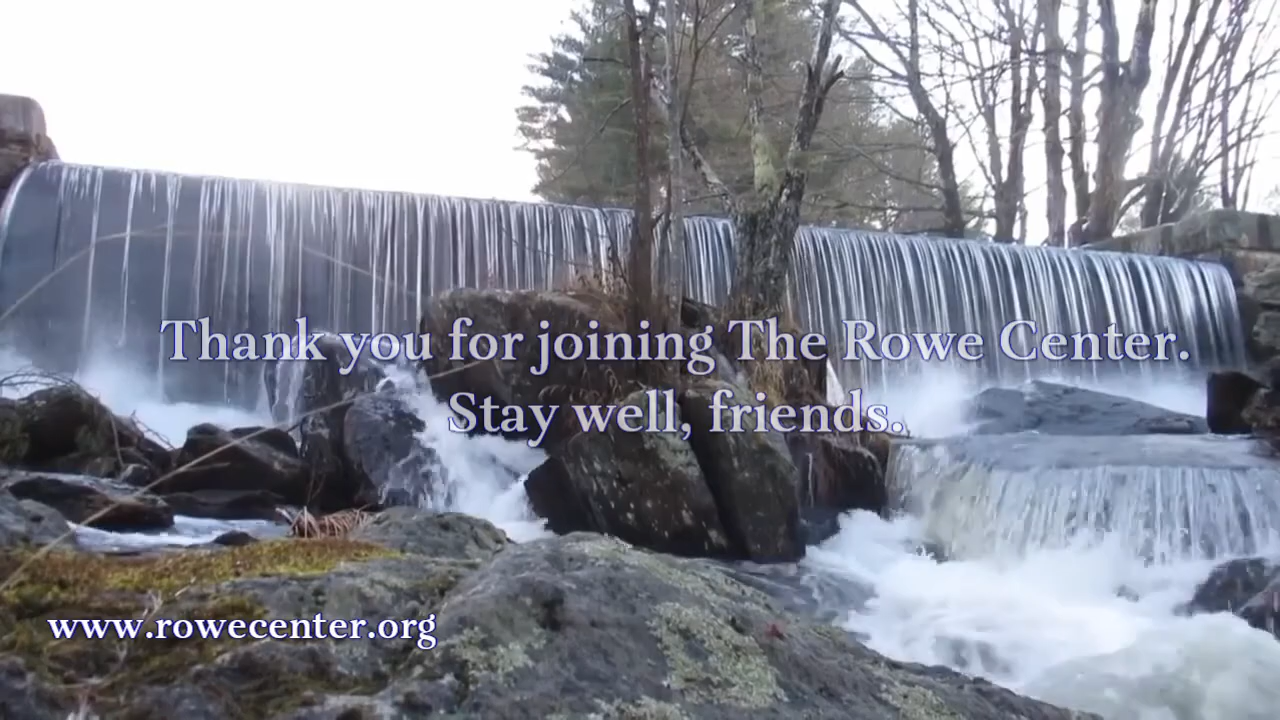 Thank you for joining The Rowe Center.
Stay well, friends.
www.rowecenter.org